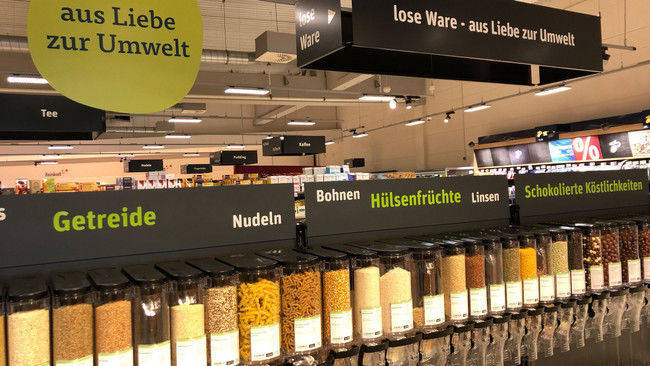 aus Liebe
zur Umwelt
lose
Ware
lose Ware - aus Liebe zur Umwelt
Tee
Kaffee
Pudding
Bohnen
Hülsenfrüchte
Linsen
Schokolierte Köstlichkeiten
Getreide
Nudeln
%